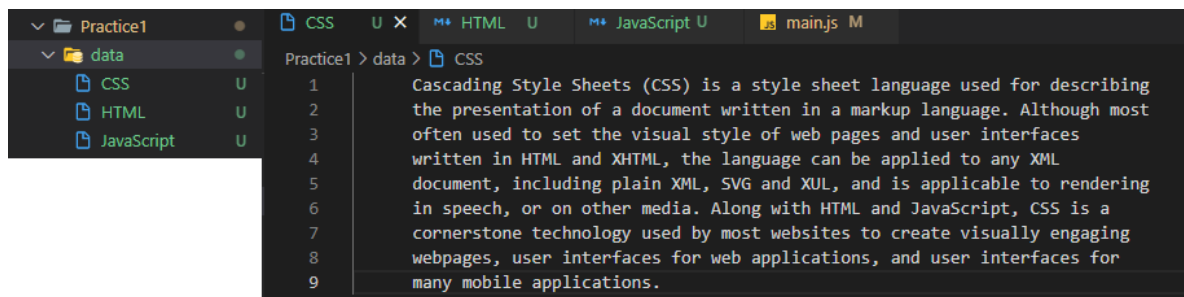 Practice1
data
CSS U
HTML U
JavaScript U
CSS U M↓ HTML U M↓ JavaScript U JS main.js M
Practice1 > data > CSS
1 Cascading Style Sheets (CSS) is a style sheet language used for describing
2 the presentation of a document written in a markup language. Although most
3 often used to set the visual style of web pages and user interfaces
4 written in HTML and XHTML, the language can be applied to any XML
5 document, including plain XML, SVG and XUL, and is applicable to rendering
6 in speech, or on other media. Along with HTML and JavaScript, CSS is a
7 cornerstone technology used by most websites to create visually engaging
8 webpages, user interfaces for web applications, and user interfaces for
9 many mobile applications.